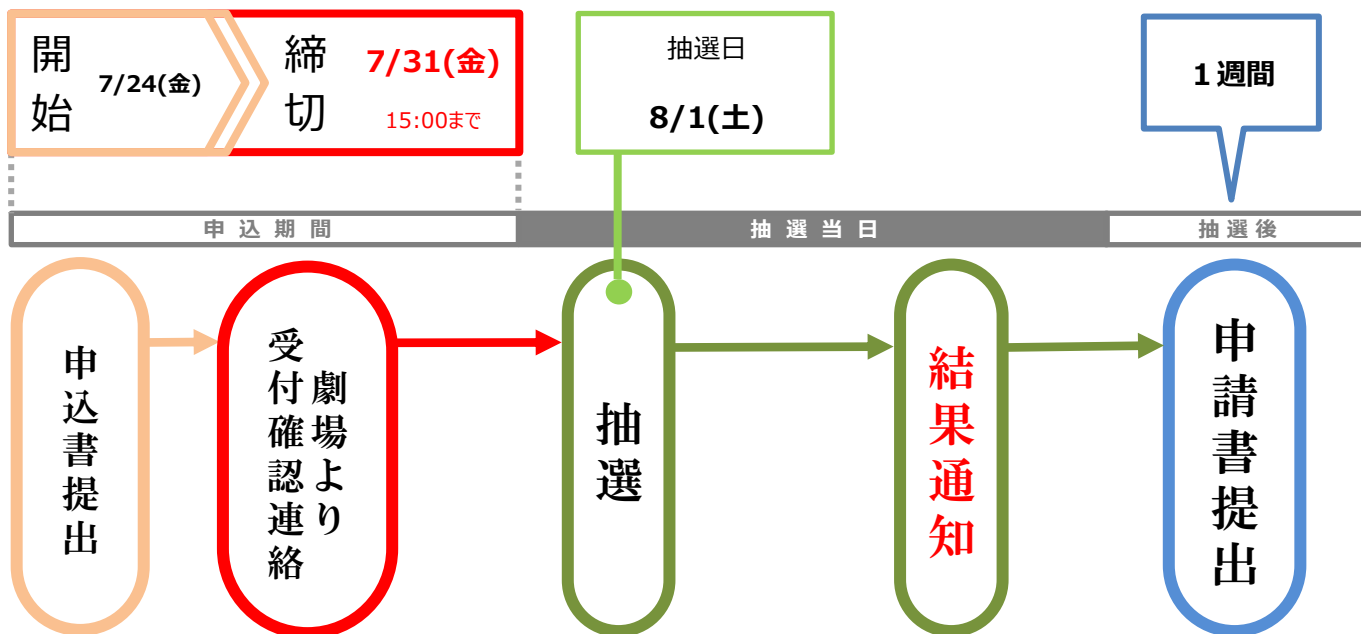 開始
7/24(金)
締切
7/31(金)
15:00まで
抽選日
8/1(土)
1週間
申込期間
抽選当日
抽選後
申込書提出
劇場より
受付確認連絡
抽選
結果通知
申請書提出